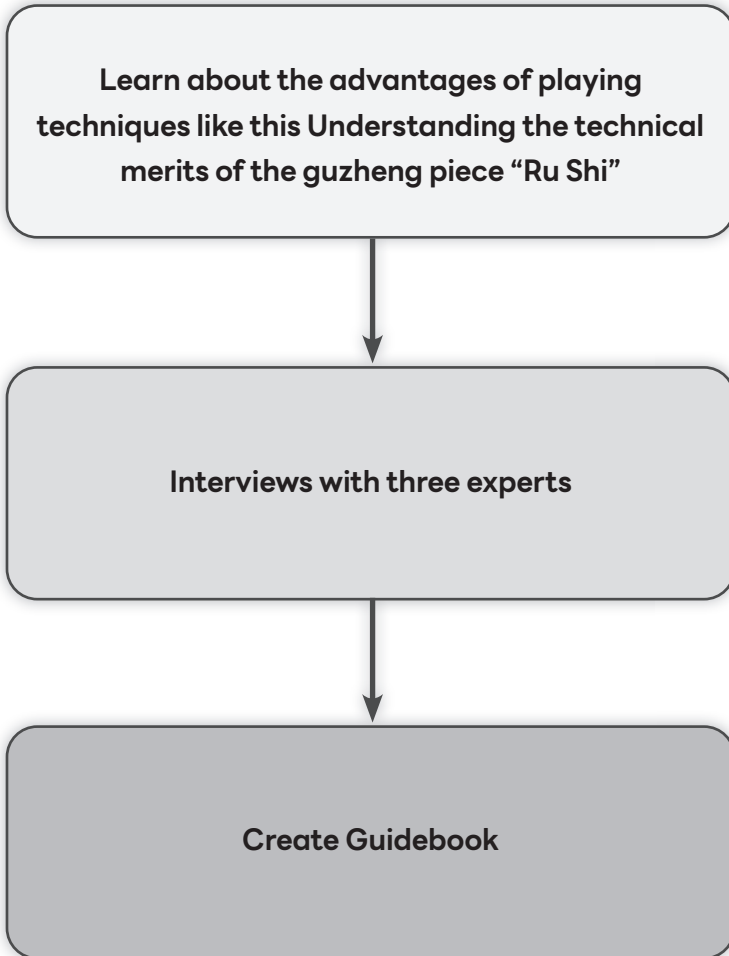 Learn about the advantages of playing
techniques like this Understanding the technical
merits of the guzheng piece “Ru Shi”
Interviews with three experts
Create Guidebook